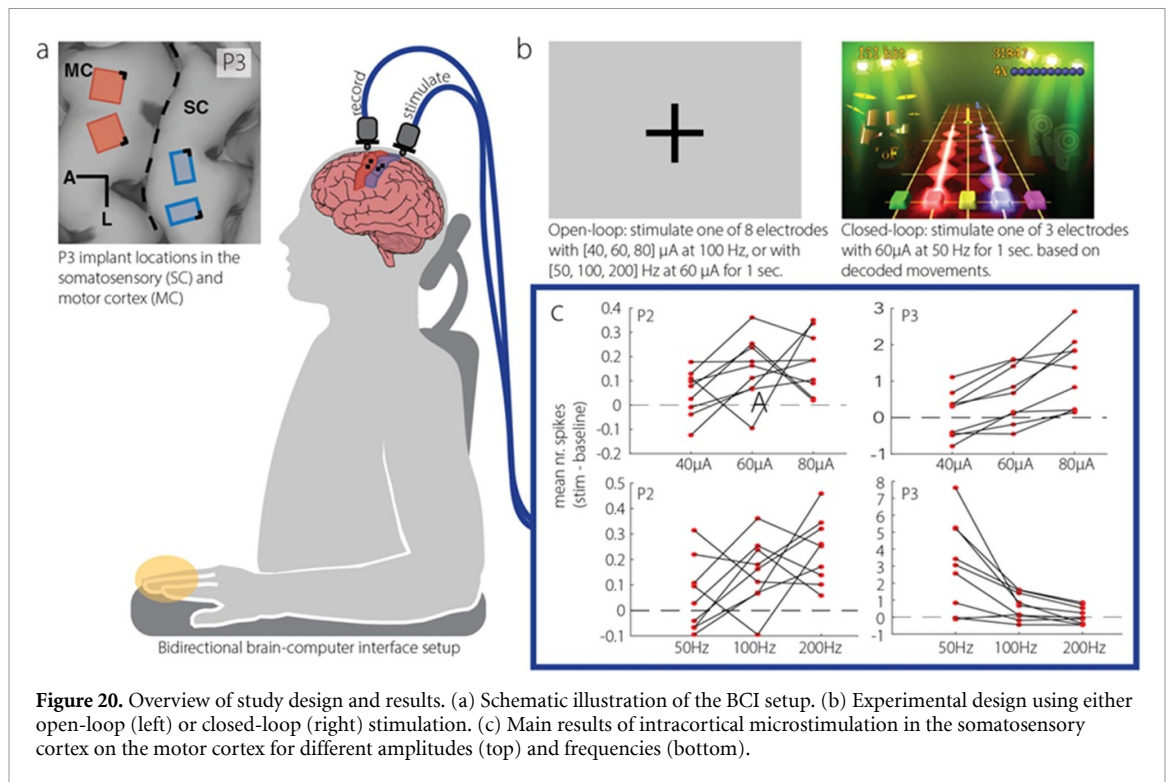 a
P3
MC
SC
A
L
P3 implant locations in the
somatosensory (SC) and
motor cortex (MC)
record
stimulate
Bidirectional brain-computer interface setup
b
4x
Open-loop: stimulate one of 8 electrodes
with [40, 60, 80] μA at 100 Hz, or with
[50, 100, 200] Hz at 60 μA for 1 sec.
Closed-loop: stimulate one of 3 electrodes
with 60μA at 50 Hz for 1 sec. based on
decoded movements.
c
mean nr. spikes
(stim - baseline)
P2
0.4
0.3
0.2
0.1
0
-0.1
-0.2
A
40μA 60μA 80μA
P3
3
2
1
0
-1
40μA 60μA 80μA
P2
0.5
0.4
0.3
0.2
0.1
0
-0.1
50Hz 100Hz 200Hz
P3
8
7
6
5
4
3
2
1
0
-1
50Hz 100Hz 200Hz
Figure 20. Overview of study design and results. (a) Schematic illustration of the BCI setup. (b) Experimental design using either
open-loop (left) or closed-loop (right) stimulation. (c) Main results of intracortical microstimulation in the somatosensory
cortex on the motor cortex for different amplitudes (top) and frequencies (bottom).